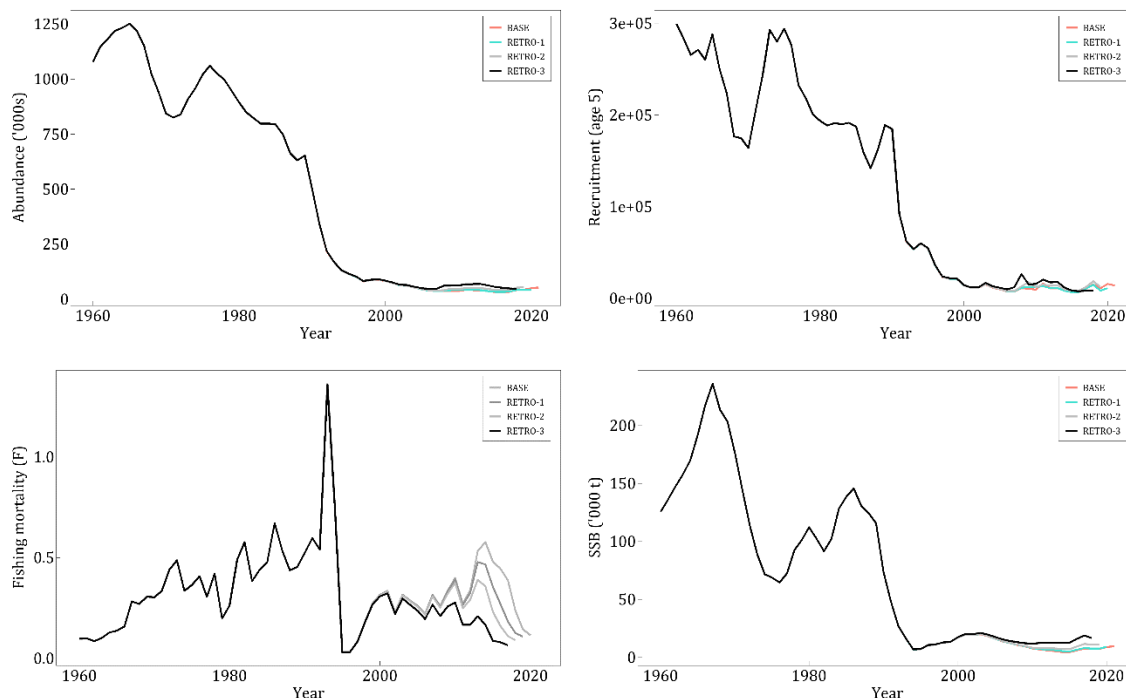 Abundance ('000s)
1250
1000
750
500
250
0
1960
1980
2000
2020
Year
BASE
RETRO-1
RETRO-2
RETRO-3
Recruitment (age 5)
3e+05
2e+05
1e+05
0e+00
1960
1980
2000
2020
Year
BASE
RETRO-1
RETRO-2
RETRO-3
Fishing mortality (F)
1.0
0.5
0.0
1960
1980
2000
2020
Year
BASE
RETRO-1
RETRO-2
RETRO-3
SSB ('000 t)
200
150
100
50
0
1960
1980
2000
2020
Year
BASE
RETRO-1
RETRO-2
RETRO-3